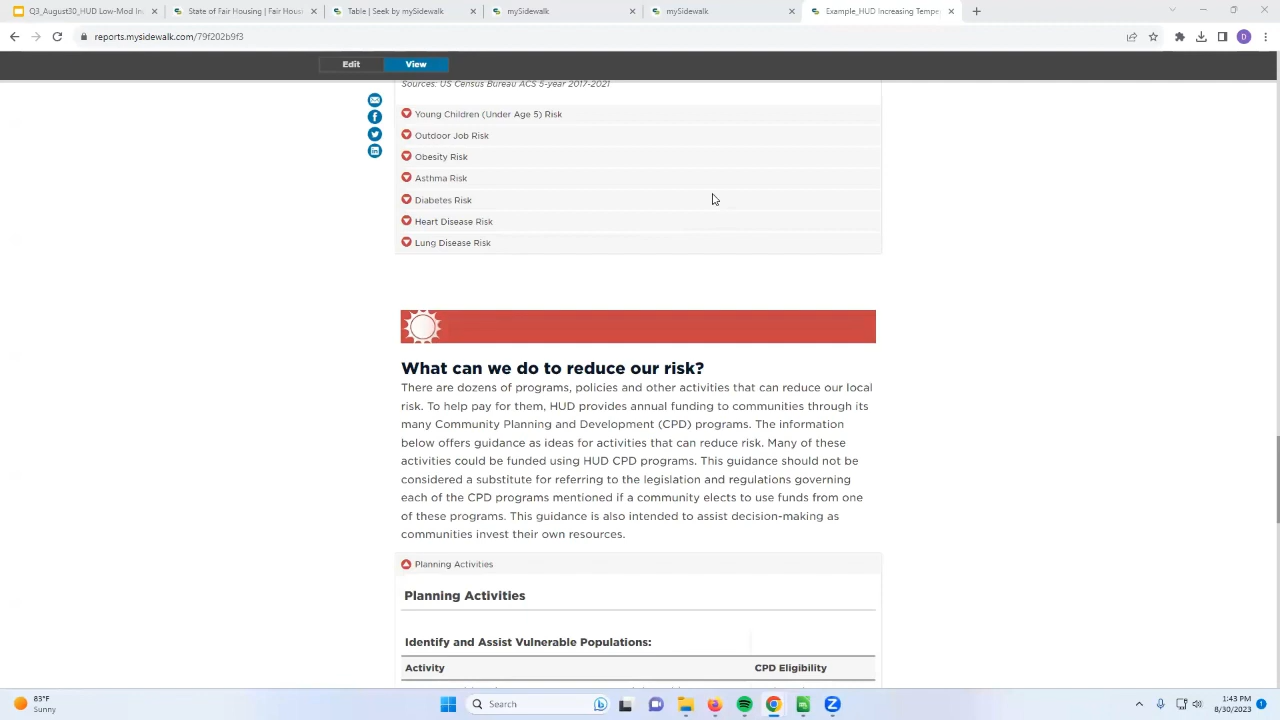 Q3_August30_HUD Low-Mod In
State of Fair Housing | Fair Hous
Table | Seek by mySidewalk
mySidewalk
mySidewalk
Example_HUD Increasing Tempe
reports.mysidewalk.com/79f202b9f3
D
Edit
View
Sources: US Census Bureau ACS 5-year 2017-2021
Young Children (Under Age 5) Risk
Outdoor Job Risk
Obesity Risk
Asthma Risk
Diabetes Risk
Heart Disease Risk
Lung Disease Risk
What can we do to reduce our risk?
There are dozens of programs, policies and other activities that can reduce our local
risk. To help pay for them, HUD provides annual funding to communities through its
many Community Planning and Development (CPD) programs. The information
below offers guidance as ideas for activities that can reduce risk. Many of these
activities could be funded using HUD CPD programs. This guidance should not be
considered a substitute for referring to the legislation and regulations governing
each of the CPD programs mentioned if a community elects to use funds from one
of these programs. This guidance is also intended to assist decision-making as
communities invest their own resources.
Planning Activities
Planning Activities
Identify and Assist Vulnerable Populations:
Activity CPD Eligibility
83°F
Sunny
Search
1:43 PM
8/30/2023